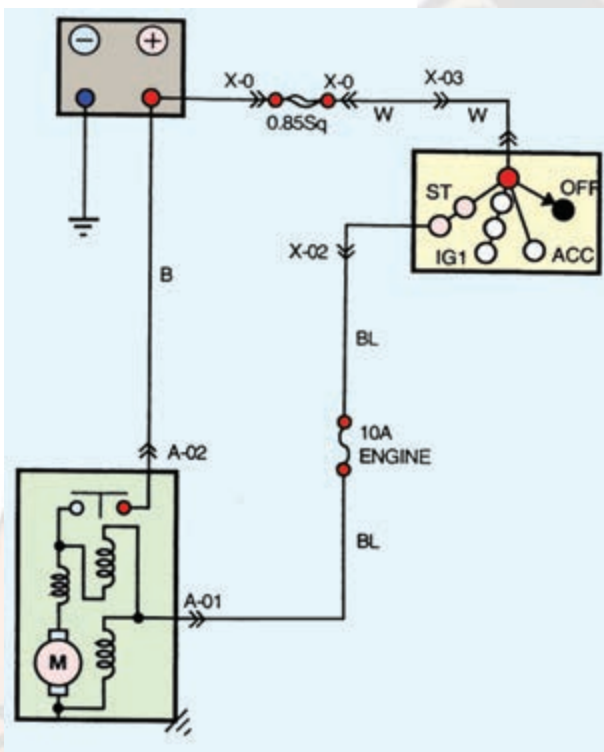 − +
X-0 X-0 X-03
0.85Sq W W
ST OFF
IG1 ACC
X-02
B
BL
10A
ENGINE
A-02
BL
A-01
M